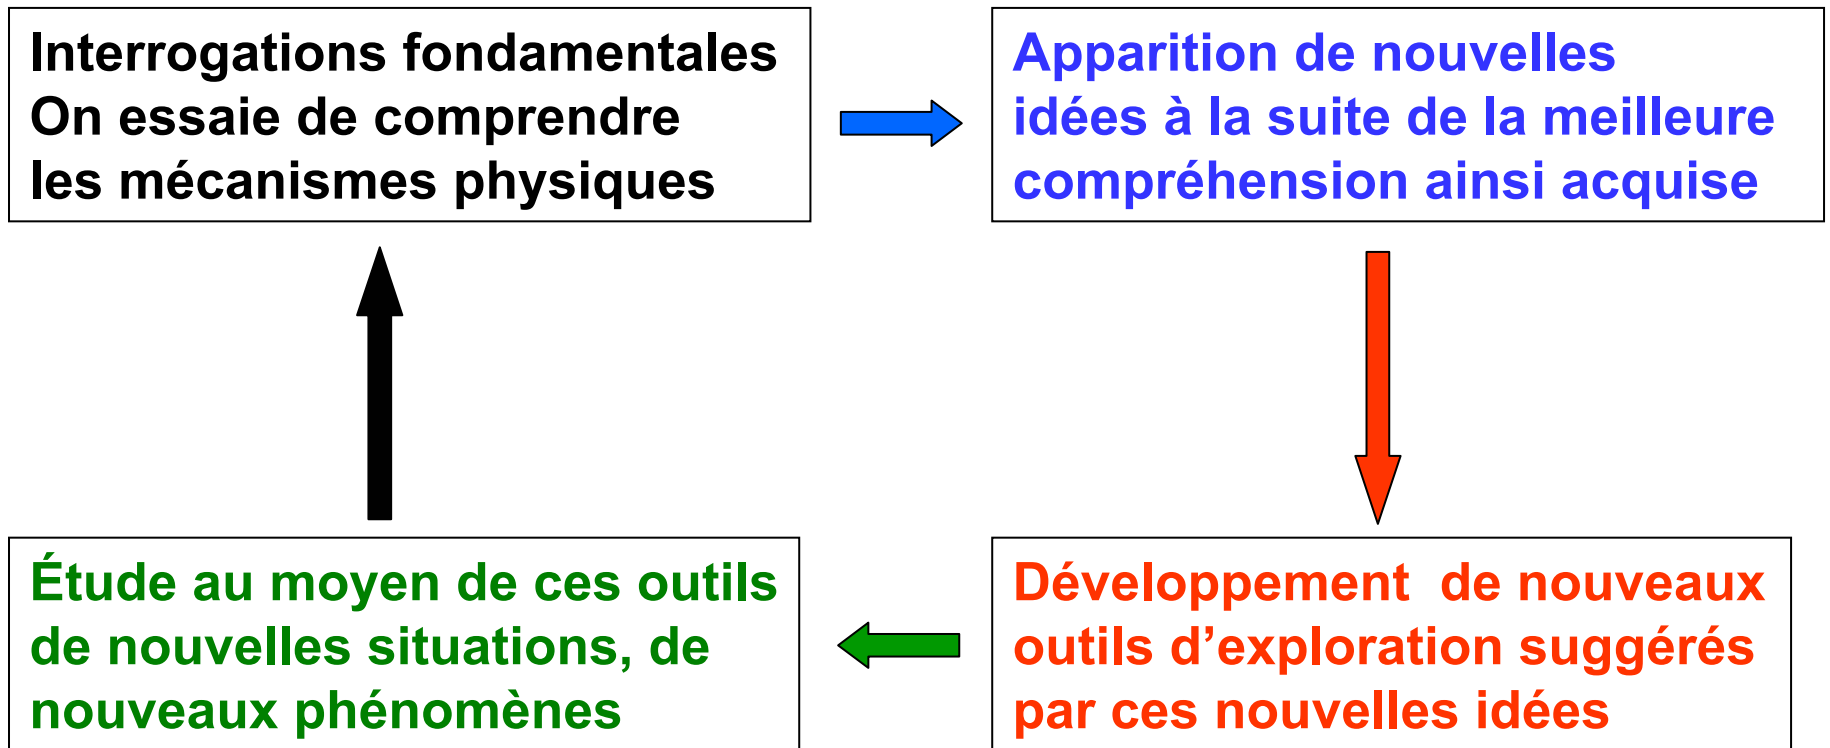 Interrogations fondamentales
On essaie de comprendre
les mécanismes physiques
Apparition de nouvelles
idées à la suite de la meilleure
compréhension ainsi acquise
Étude au moyen de ces outils
de nouvelles situations, de
nouveaux phénomènes
Développement de nouveaux
outils d’exploration suggérés
par ces nouvelles idées